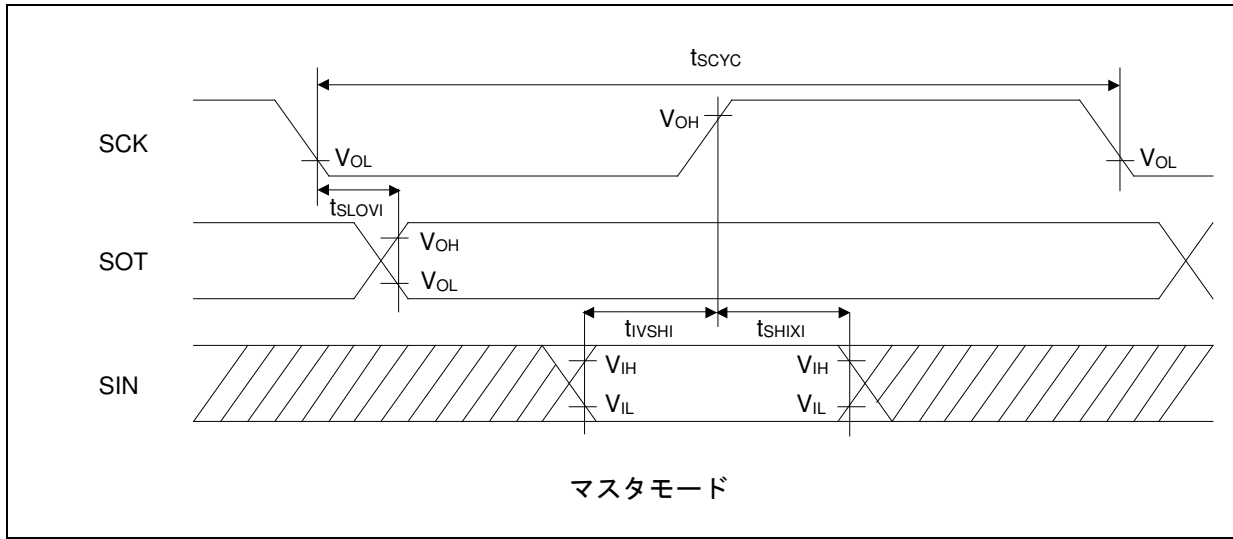 tSCYC
SCK
VOH
VOL
VOL
tSLOVI
SOT
VOH
VOL
tIVSHI
tSHIXI
SIN
VIH
VIH
VIL
VIL
マスタモード